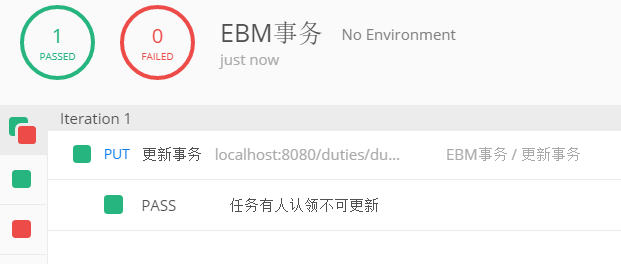 1
PASSED
0
FAILED
EBM事务 No Environment
just now
Iteration 1
PUT 更新事务 localhost:8080/duties/du... EBM事务 / 更新事务
PASS 任务有人认领不可更新